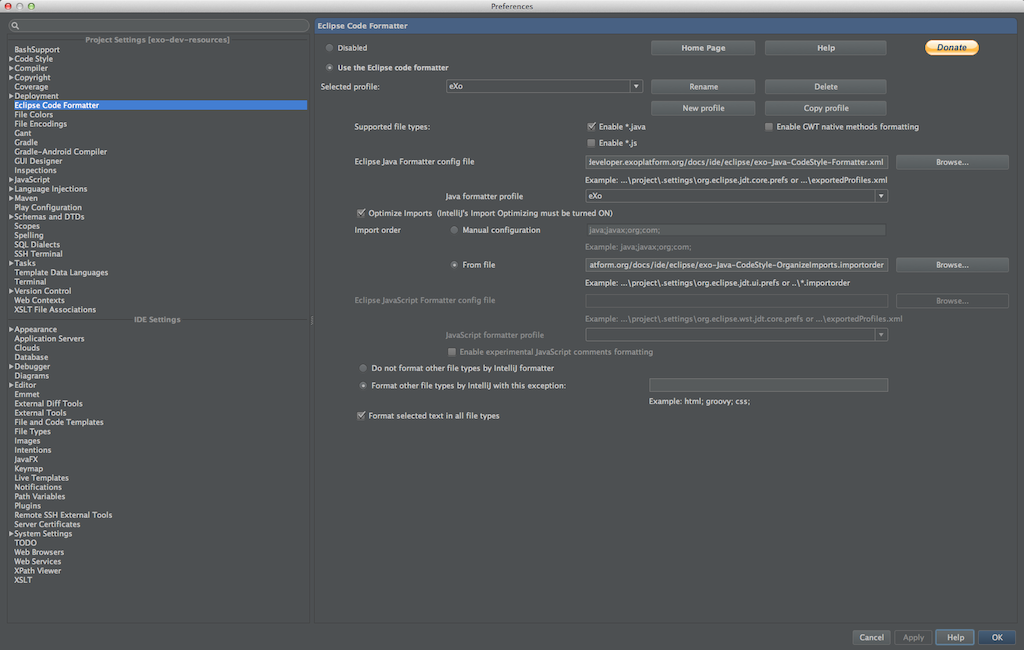 Preferences
Project Settings [exo-dev-resources]
BashSupport
Code Style
Compiler
Copyright
Coverage
Deployment
Eclipse Code Formatter
File Colors
File Encodings
Gant
Gradle
Gradle-Android Compiler
GUI Designer
Inspections
JavaScript
Language Injections
Maven
Play Configuration
Schemas and DTDs
Scopes
Spelling
SQL Dialects
SSH Terminal
Tasks
Template Data Languages
Terminal
Version Control
Web Contexts
XSLT File Associations
IDE Settings
Appearance
Application Servers
Clouds
Database
Debugger
Diagrams
Editor
Emmet
External Diff Tools
External Tools
File and Code Templates
File Types
Images
Intentions
JavaFX
Keymap
Live Templates
Notifications
Path Variables
Plugins
Remote SSH External Tools
Server Certificates
System Settings
TODO
Web Browsers
Web Services
XPath Viewer
XSLT
Eclipse Code Formatter
Disabled Home Page Help Donate
Use the Eclipse code formatter
Selected profile: eXo Rename Delete
New profile Copy profile
Supported file types: Enable *.java Enable GWT native methods formatting
Enable *.js
Eclipse Java Formatter config file developer.exoplatform.org/docs/ide/eclipse/exo-Java-CodeStyle-Formatter.xml Browse...
Example: ...\project\.settings\org.eclipse.jdt.core.prefs or ...\exportedProfiles.xml
Java formatter profile eXo
Optimize Imports (IntelliJ's Import Optimizing must be turned ON)
Import order Manual configuration java;javax;org;com;
Example: java;javax;org;com;
From file atform.org/docs/ide/eclipse/exo-Java-CodeStyle-OrganizeImports.importorder Browse...
Example: ...\project\.settings\org.eclipse.jdt.ui.prefs or ..\*.importorder
Eclipse JavaScript Formatter config file Browse...
Example: ...\project\.settings\org.eclipse.wst.jdt.core.prefs or ...\exportedProfiles.xml
JavaScript formatter profile
Enable experimental JavaScript comments formatting
Do not format other file types by IntelliJ formatter
Format other file types by IntelliJ with this exception:
Example: html; groovy; css;
Format selected text in all file types
Cancel Apply Help OK